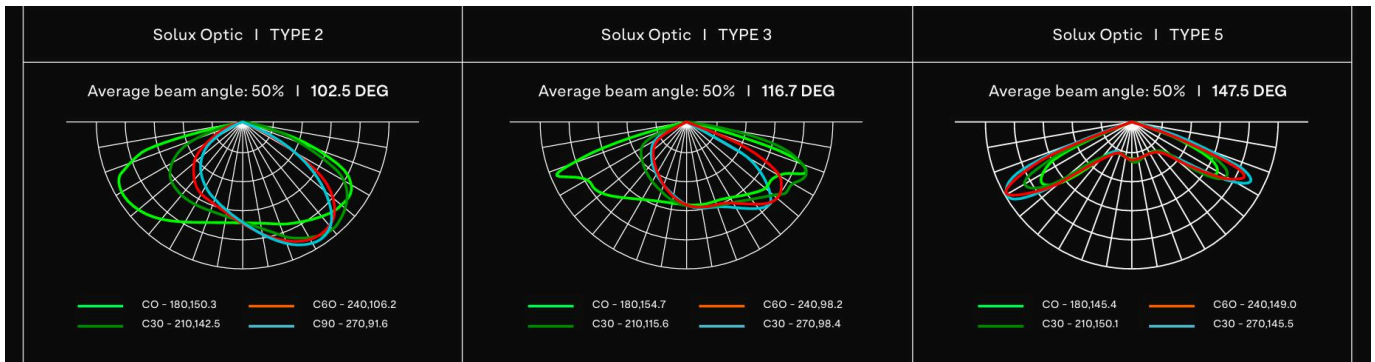 Solux Optic I TYPE 2
Average beam angle: 50% I 102.5 DEG
CO - 180,150.3
C6O - 240,106.2
C30 - 210,142.5
C90 - 270,91.6
Solux Optic I TYPE 3
Average beam angle: 50% I 116.7 DEG
CO - 180,154.7
C6O - 240,98.2
C30 - 210,115.6
C30 - 270,98.4
Solux Optic I TYPE 5
Average beam angle: 50% I 147.5 DEG
CO - 180,145.4
C6O - 240,149.0
C30 - 210,150.1
C30 - 270,145.5